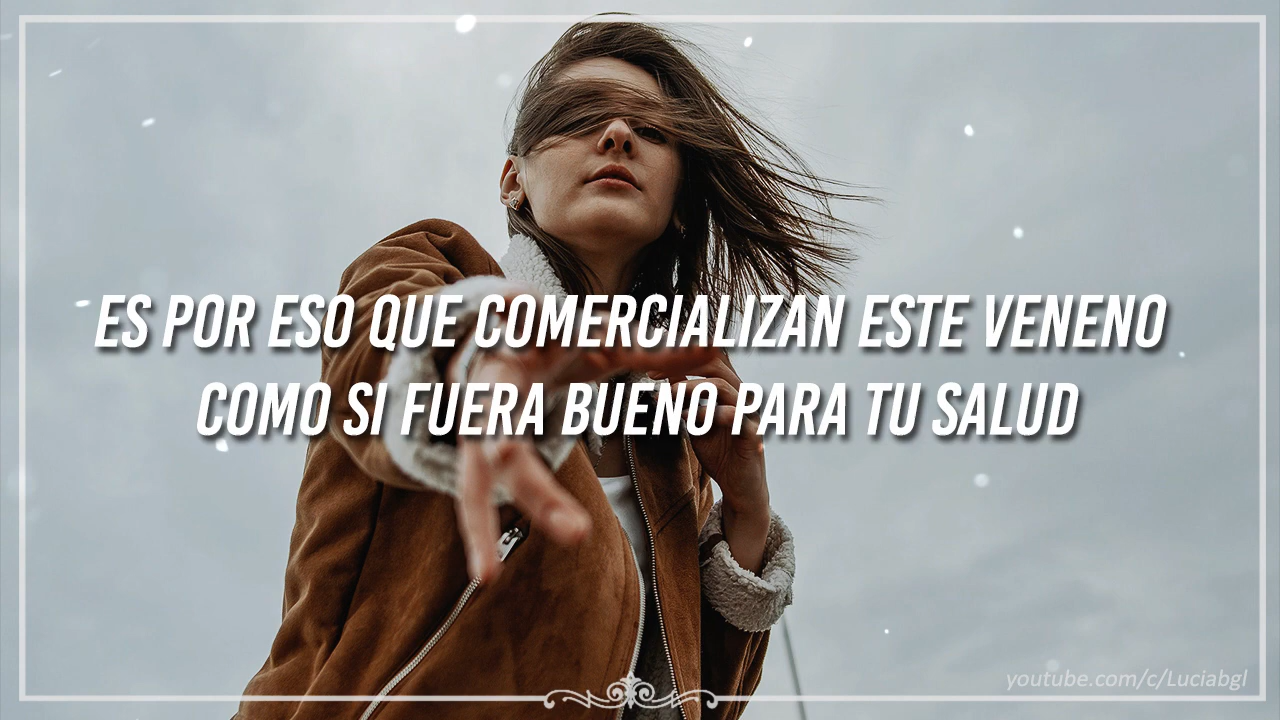 ES POR ESO QUE COMERCIALIZAN ESTE VENENO
COMO SI FUERA BUENO PARA TU SALUD
youtube.com/c/Luciabgl